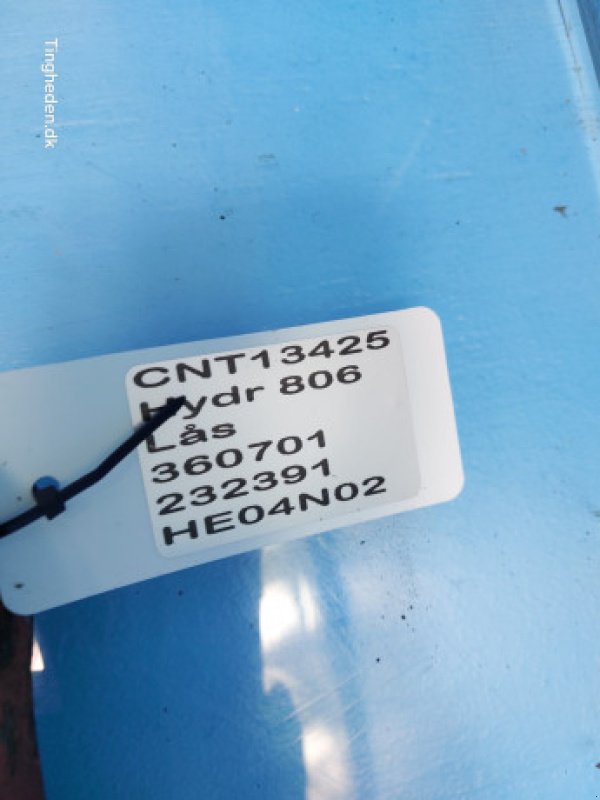 Tingheden.dk
CNT13425
Hydr 806
Lås
360701
232391
HE04N02